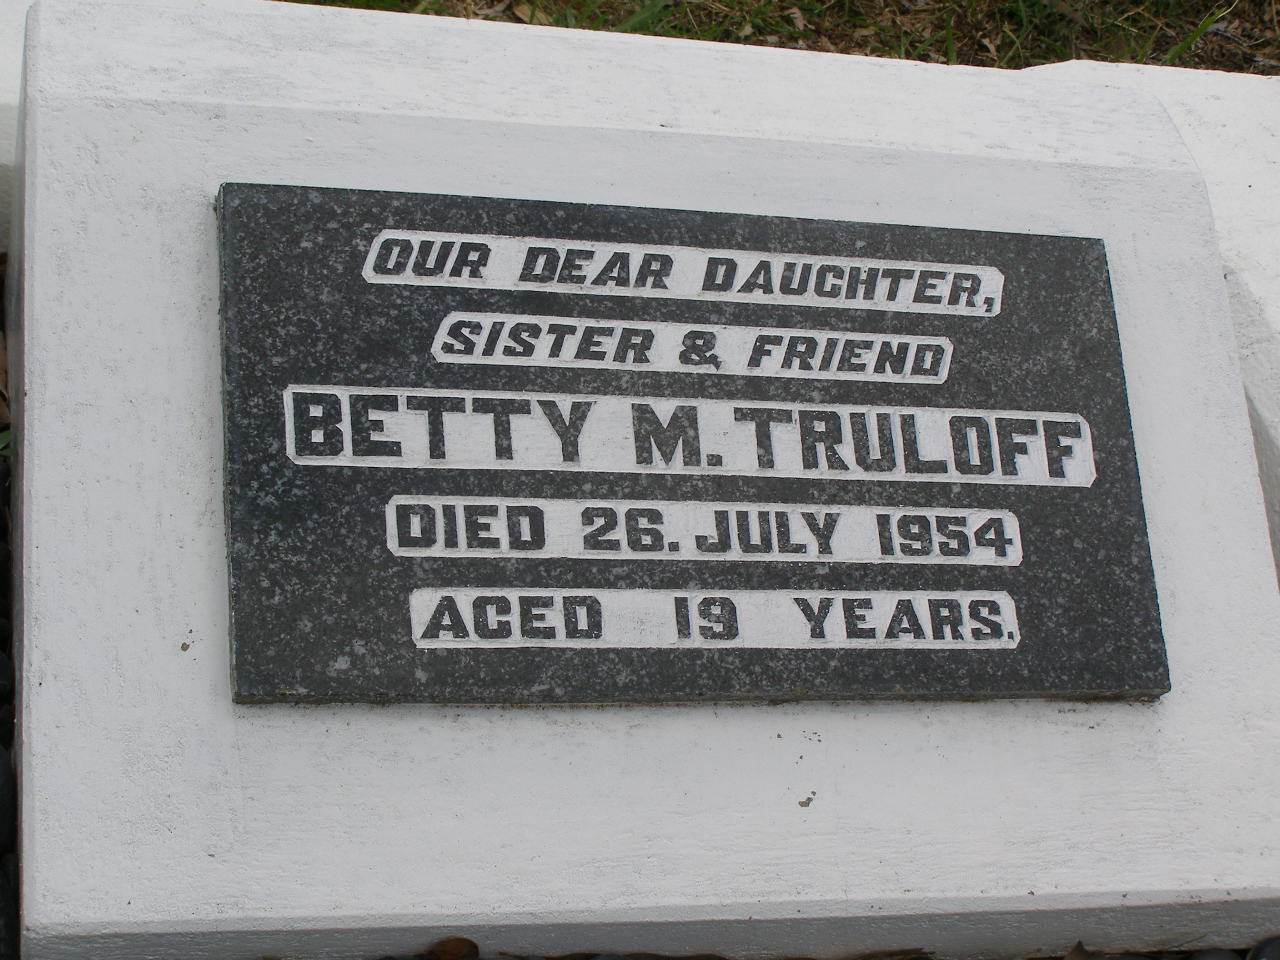 OUR DEAR DAUGHTER,
SISTER & FRIEND
BETTY M. TRULOFF
DIED 26. JULY 1954
AGED 19 YEARS.